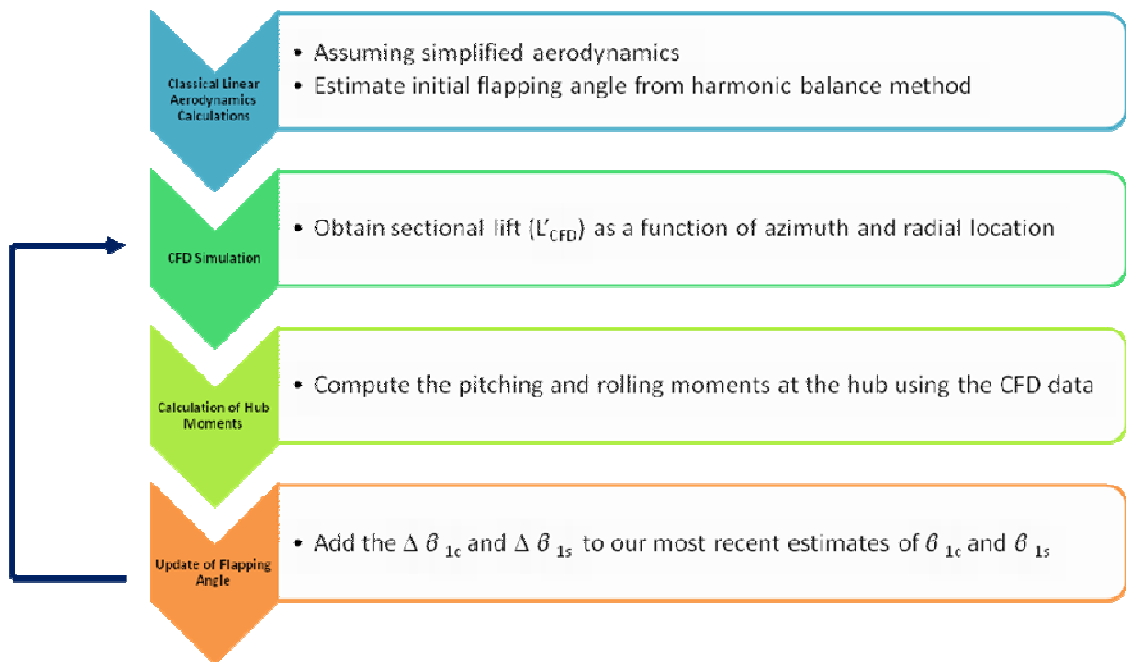 Classical Linear
Aerodynamics
Calculations
• Assuming simplified aerodynamics
• Estimate initial flapping angle from harmonic balance method
CFD Simulation
• Obtain sectional lift (L'CFD) as a function of azimuth and radial location
Calculation of Hub
Moments
• Compute the pitching and rolling moments at the hub using the CFD data
Update of Flapping
Angle
• Add the Δ β 1c and Δ β 1s to our most recent estimates of β 1c and β 1s